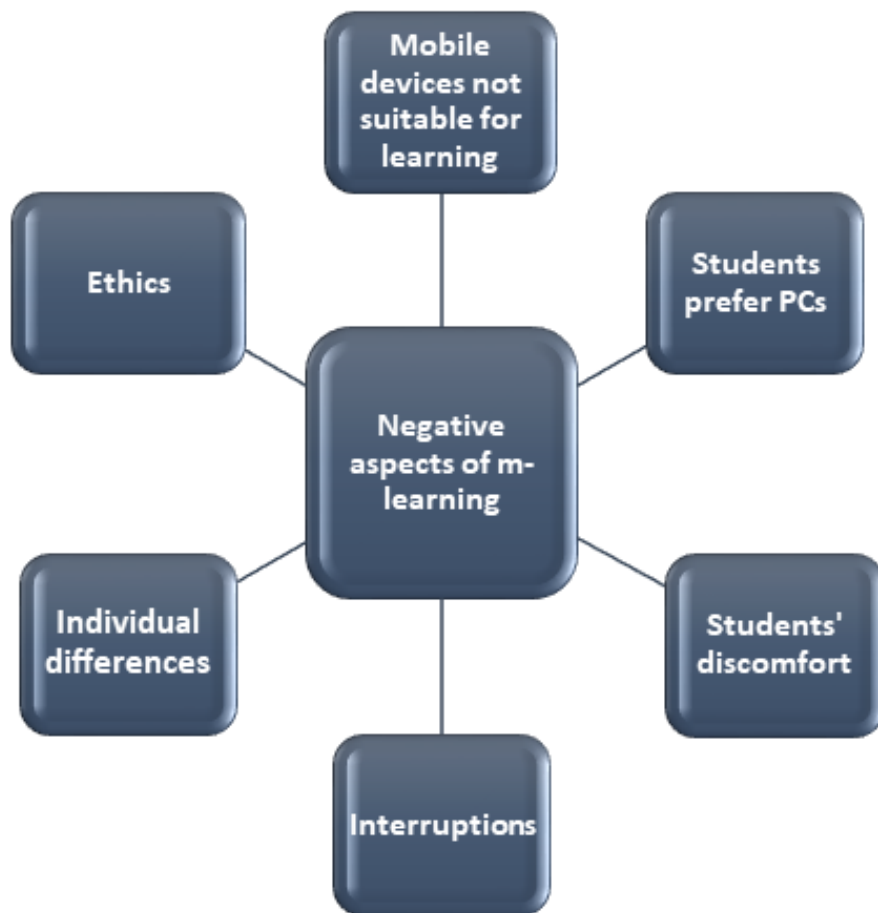 Mobile
devices not
suitable for
learning
Ethics
Students
prefer PCs
Negative
aspects of m-
learning
Individual
differences
Students'
discomfort
Interruptions